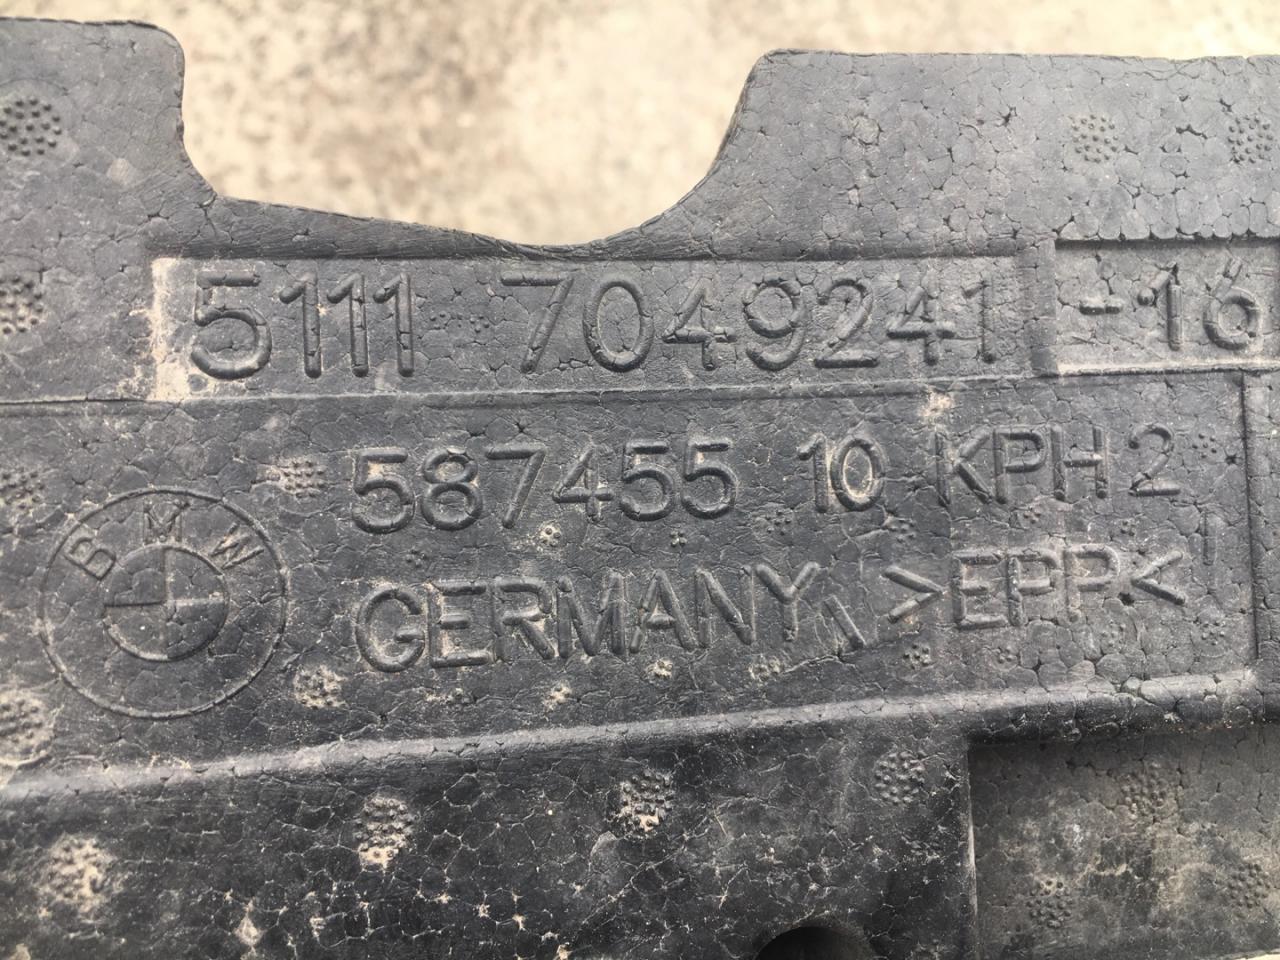 5111 7049241 -16
587455 10 KPH 2
BMW
GERMANY >EPP<